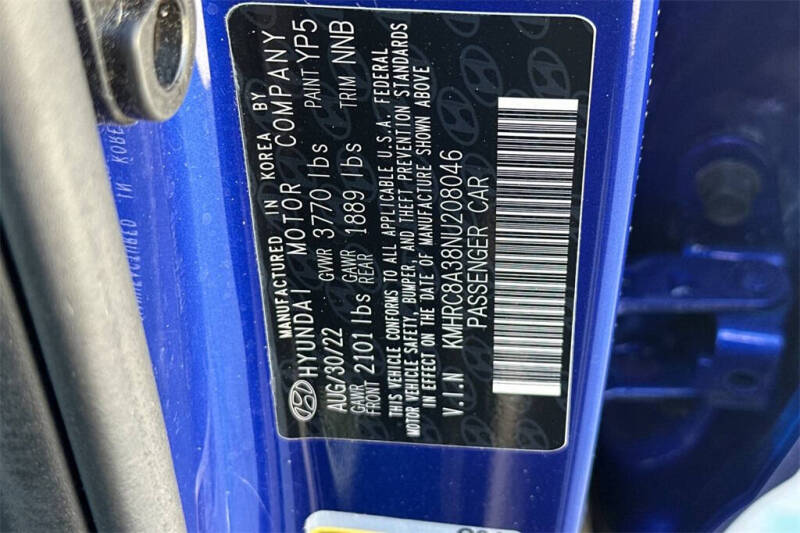 MANUFACTURED IN KOREA BY
HYUNDAI MOTOR COMPANY
AUG/30/22 GVWR 3770 lbs PAINT YP5
GAWR FRONT 2101 lbs GAWR REAR 1889 lbs TRIM NNB
THIS VEHICLE CONFORMS TO ALL APPLICABLE U.S.A. FEDERAL
MOTOR VEHICLE SAFETY, BUMPER, AND THEFT PREVENTION STANDARDS
IN EFFECT ON THE DATE OF MANUFACTURE SHOWN ABOVE
V.I.N KMHRC8A38NU208046
PASSENGER CAR